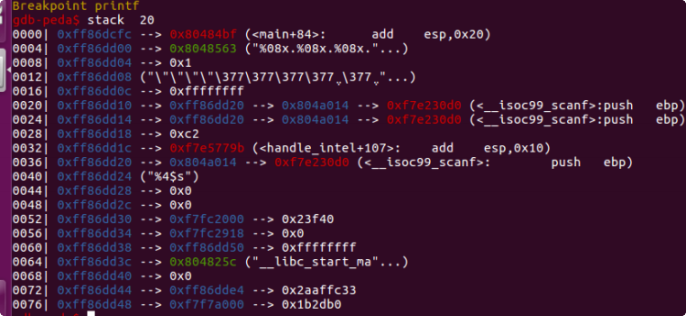 Breakpoint printf
gdb-peda$ stack 20
0000| 0xff86dcfc --> 0x80484bf (<main+84>: add esp,0x20)
0004| 0xff86dd00 --> 0x8048563 ("%08x.%08x.%08x."...)
0008| 0xff86dd04 --> 0x1
0012| 0xff86dd08 ("\"\"\"\"\377\377\377\377 \377 "...)
0016| 0xff86dd0c --> 0xffffffff
0020| 0xff86dd10 --> 0xff86dd20 --> 0x804a014 --> 0xf7e230d0 (<__isoc99_scanf>:push ebp)
0024| 0xff86dd14 --> 0xff86dd20 --> 0x804a014 --> 0xf7e230d0 (<__isoc99_scanf>:push ebp)
0028| 0xff86dd18 --> 0xc2
0032| 0xff86dd1c --> 0xf7e5779b (<handle_intel+107>: add esp,0x10)
0036| 0xff86dd20 --> 0x804a014 --> 0xf7e230d0 (<__isoc99_scanf>: push ebp)
0040| 0xff86dd24 ("%4$s")
0044| 0xff86dd28 --> 0x0
0048| 0xff86dd2c --> 0x0
0052| 0xff86dd30 --> 0xf7fc2000 --> 0x23f40
0056| 0xff86dd34 --> 0xf7fc2918 --> 0x0
0060| 0xff86dd38 --> 0xff86dd50 --> 0xffffffff
0064| 0xff86dd3c --> 0x804825c ("__libc_start_ma"...)
0068| 0xff86dd40 --> 0x0
0072| 0xff86dd44 --> 0xff86dde4 --> 0x2aaffc33
0076| 0xff86dd48 --> 0xf7f7a000 --> 0x1b2db0